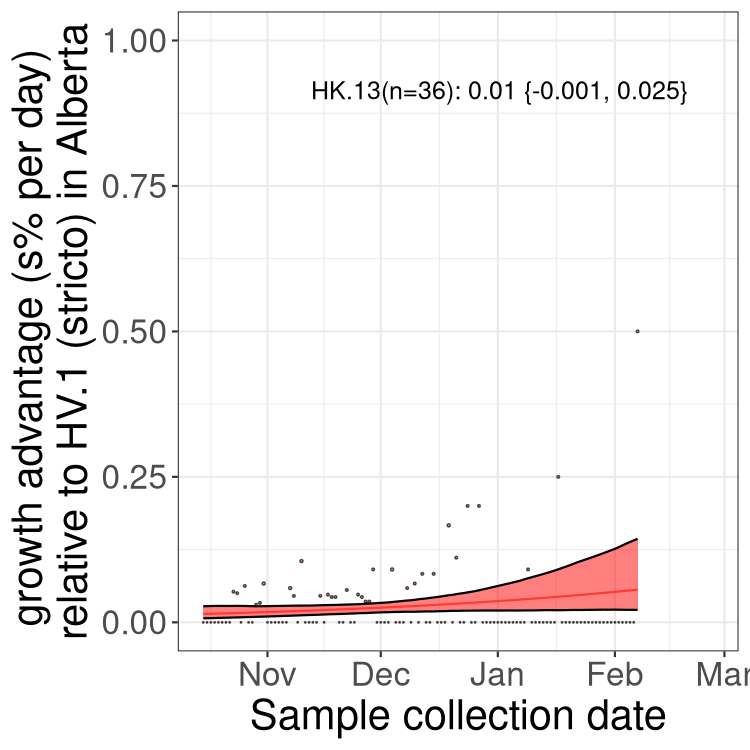 growth advantage (s% per day)
relative to HV.1 (stricto) in Alberta
1.00
HK.13(n=36): 0.01 {-0.001, 0.025}
0.75
0.50
0.25
0.00
Nov Dec Jan Feb Mar
Sample collection date